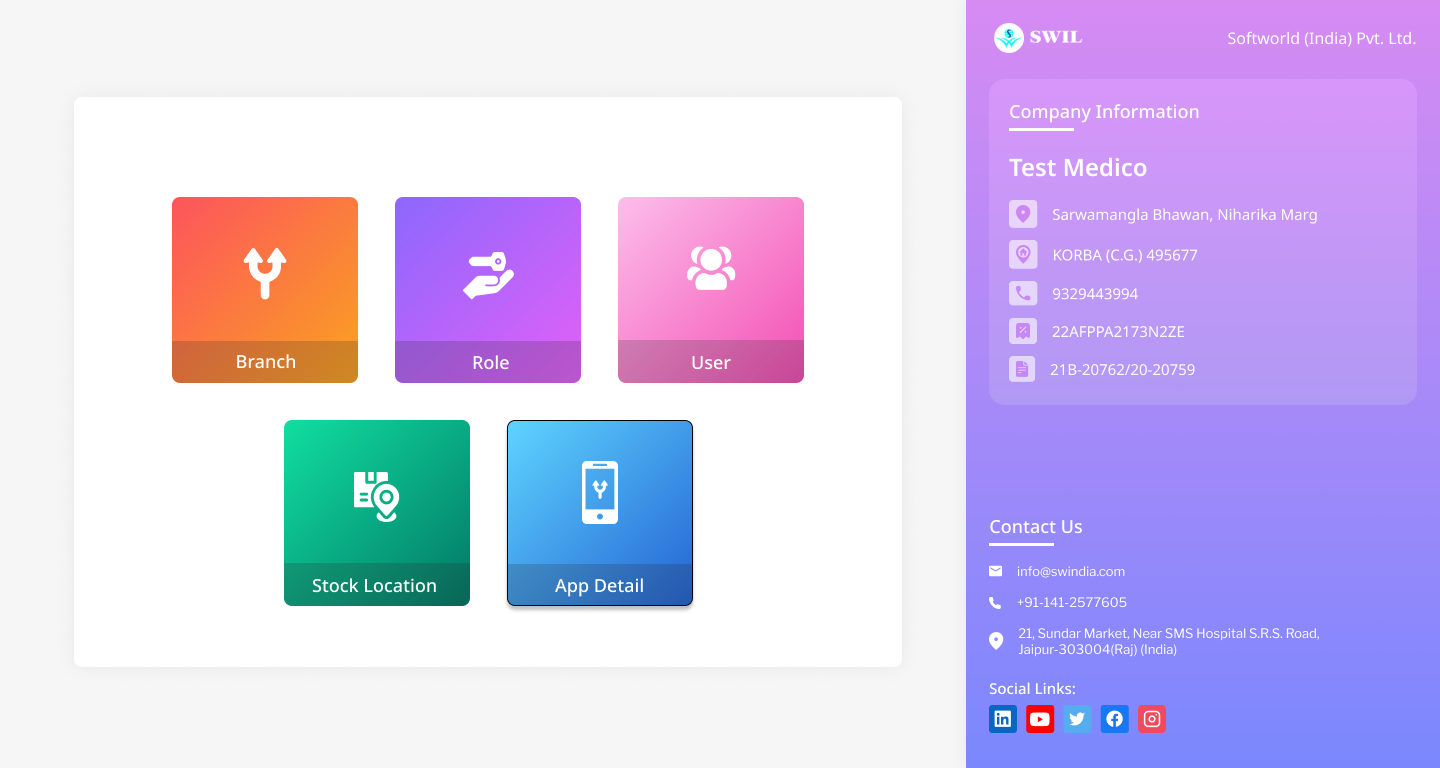 Branch
Role
User
Stock Location
App Detail
SWIL
Softworld (India) Pvt. Ltd.
Company Information
Test Medico
Sarwamangla Bhawan, Niharika Marg
KORBA (C.G.) 495677
9329443994
22AFPPA2173N2ZE
21B-20762/20-20759
Contact Us
info@swindia.com
+91-141-2577605
21, Sundar Market, Near SMS Hospital S.R.S. Road,
Jaipur-303004(Raj) (India)
Social Links: